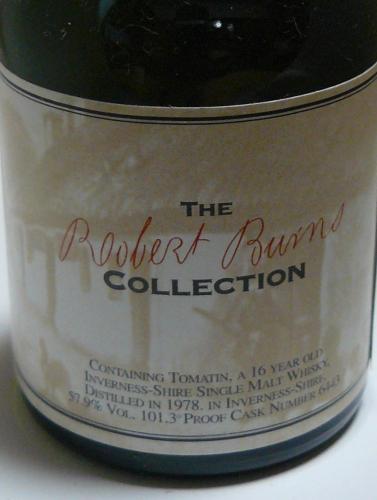 THE
Robert Burns
COLLECTION
CONTAINING TOMATIN, A 16 YEAR OLD
INVERNESS-SHIRE SINGLE MALT WHISKY,
DISTILLED IN 1978. IN INVERNESS-SHIRE,
57.9% VOL. 101.3° PROOF CASK NUMBER 6443